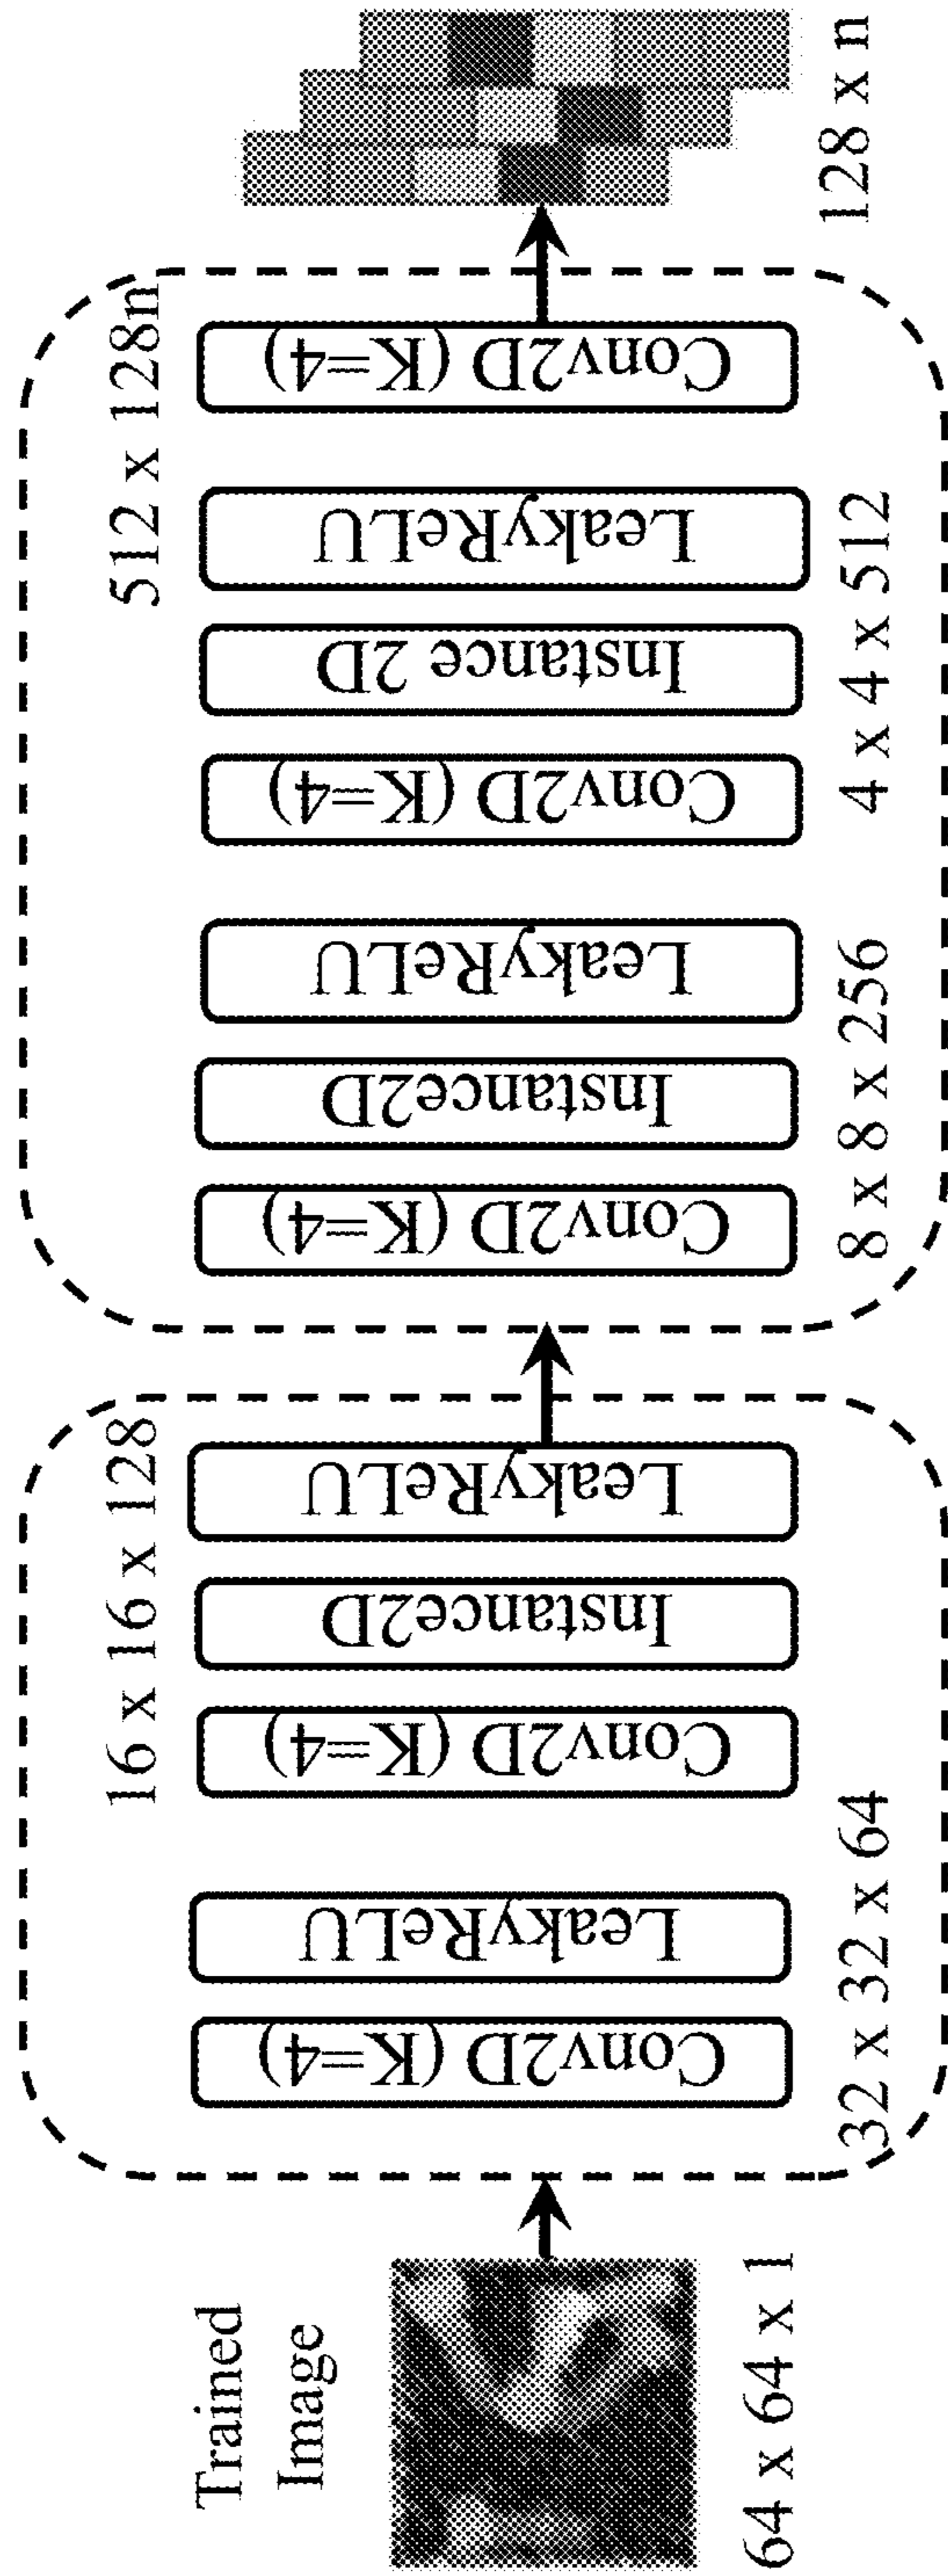 Trained
Image
64 x 64 x 1
Conv2D (K=4)
LeakyReLU
32 x 32 x 64
Conv2D (K=4)
Instance2D
LeakyReLU
16 x 16 x 128
Conv2D (K=4)
Instance2D
LeakyReLU
8 x 8 x 256
Conv2D (K=4)
Instance 2D
LeakyReLU
4 x 4 x 512
Conv2D (K=4)
512 x 128n
128 x n